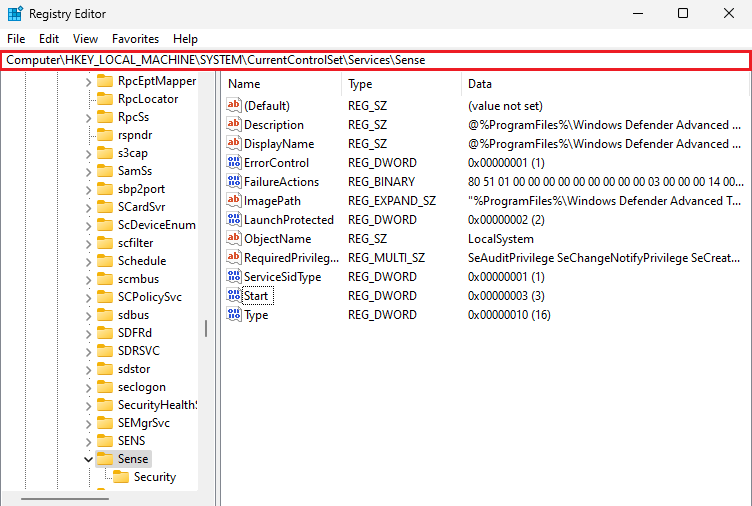 Registry Editor
File Edit View Favorites Help
Computer\HKEY_LOCAL_MACHINE\SYSTEM\CurrentControlSet\Services\Sense
RpcEptMapper
RpcLocator
RpcSs
rspndr
s3cap
SamSs
sbp2port
SCardSvr
ScDeviceEnum
scfilter
Schedule
scmbus
SCPolicySvc
sdbus
SDFRd
SDRSVC
sdstor
seclogon
SecurityHealthS
SEMgrSvc
SENS
Sense
Security
Name Type Data
(Default) REG_SZ (value not set)
Description REG_SZ @%ProgramFiles%\Windows Defender Advanced ...
DisplayName REG_SZ @%ProgramFiles%\Windows Defender Advanced ...
ErrorControl REG_DWORD 0x00000001 (1)
FailureActions REG_BINARY 80 51 01 00 00 00 00 00 00 00 00 00 03 00 00 00 14 00...
ImagePath REG_EXPAND_SZ "%ProgramFiles%\Windows Defender Advanced T...
LaunchProtected REG_DWORD 0x00000002 (2)
ObjectName REG_SZ LocalSystem
RequiredPrivileg... REG_MULTI_SZ SeAuditPrivilege SeChangeNotifyPrivilege SeCreat...
ServiceSidType REG_DWORD 0x00000001 (1)
Start REG_DWORD 0x00000003 (3)
Type REG_DWORD 0x00000010 (16)